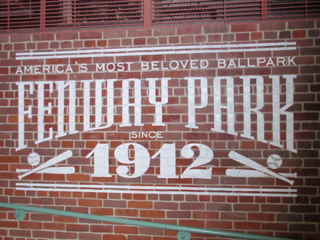 AMERICA'S MOST BELOVED BALLPARK
FENWAY PARK
SINCE
1912